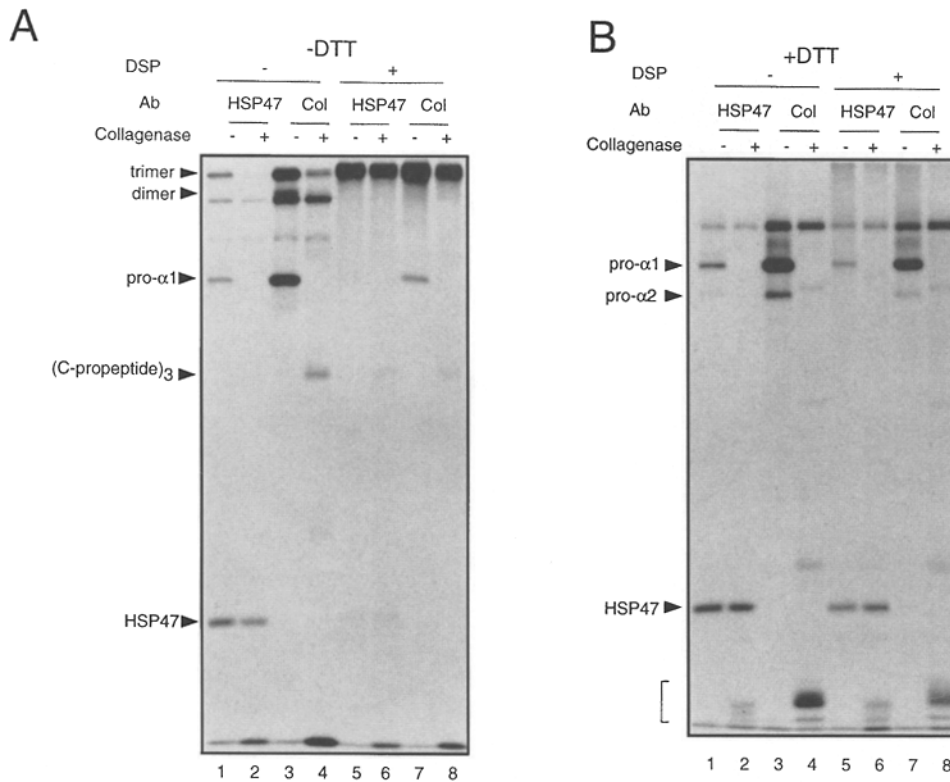 A
-DTT
DSP - +
Ab HSP47 Col HSP47 Col
Collagenase - + - + - + - +
trimer
dimer
pro-α1
(C-propeptide)3
HSP47
1 2 3 4 5 6 7 8
B
+DTT
DSP - +
Ab HSP47 Col HSP47 Col
Collagenase - + - + - + - +
pro-α1
pro-α2
HSP47
1 2 3 4 5 6 7 8